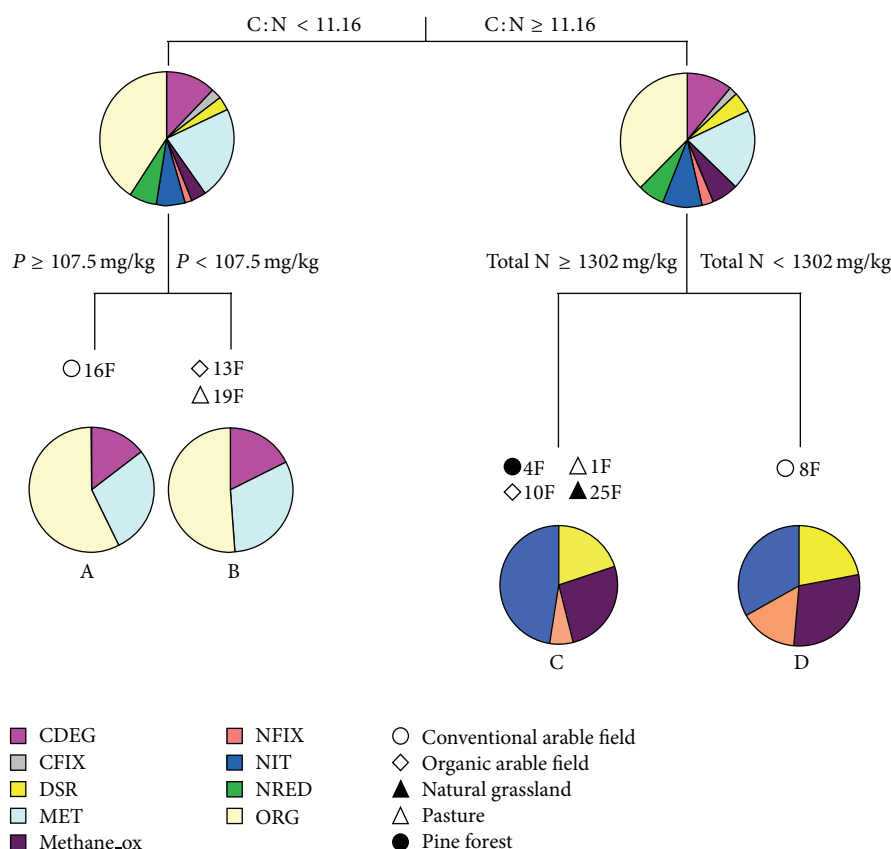 C:N < 11.16 C:N ≥ 11.16
P ≥ 107.5 mg/kg P < 107.5 mg/kg
Total N ≥ 1302 mg/kg Total N < 1302 mg/kg
16F
13F
19F
4F 1F
10F 25F
8F
A
B
C
D
CDEG
CFIX
DSR
MET
Methane_ox
NFIX
NIT
NRED
ORG
Conventional arable field
Organic arable field
Natural grassland
Pasture
Pine forest